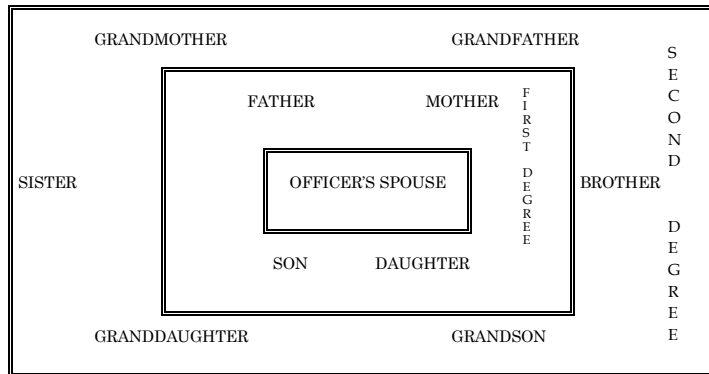 GRANDMOTHER GRANDFATHER
FATHER MOTHER
SISTER OFFICER'S SPOUSE BROTHER
SON DAUGHTER
GRANDDAUGHTER GRANDSON
FIRST DEGREE
SECOND DEGREE